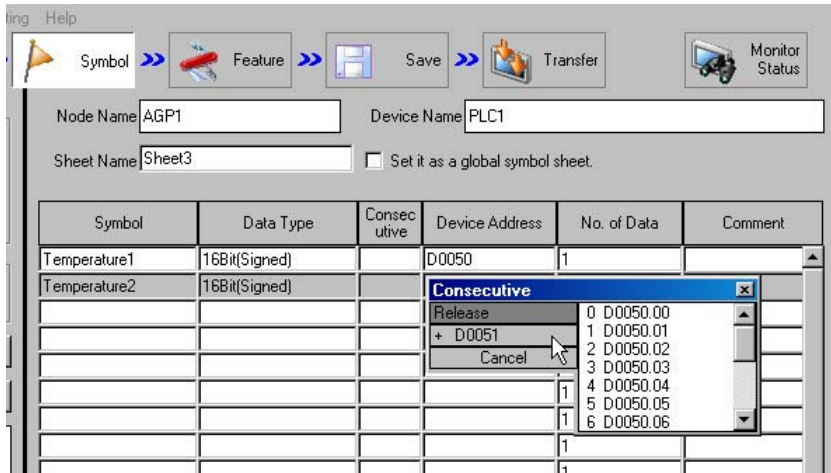 ting Help
Symbol Feature Save Transfer Monitor Status
Node Name AGP1 Device Name PLC1
Sheet Name Sheet3 Set it as a global symbol sheet.
Symbol Data Type Consecutive Device Address No. of Data Comment
Temperature1 16Bit(Signed) D0050 1
Temperature2 16Bit(Signed)
Consecutive
Release
+ D0051
Cancel
0 D0050.00
1 D0050.01
2 D0050.02
3 D0050.03
4 D0050.04
5 D0050.05
6 D0050.06
1
1
1
1